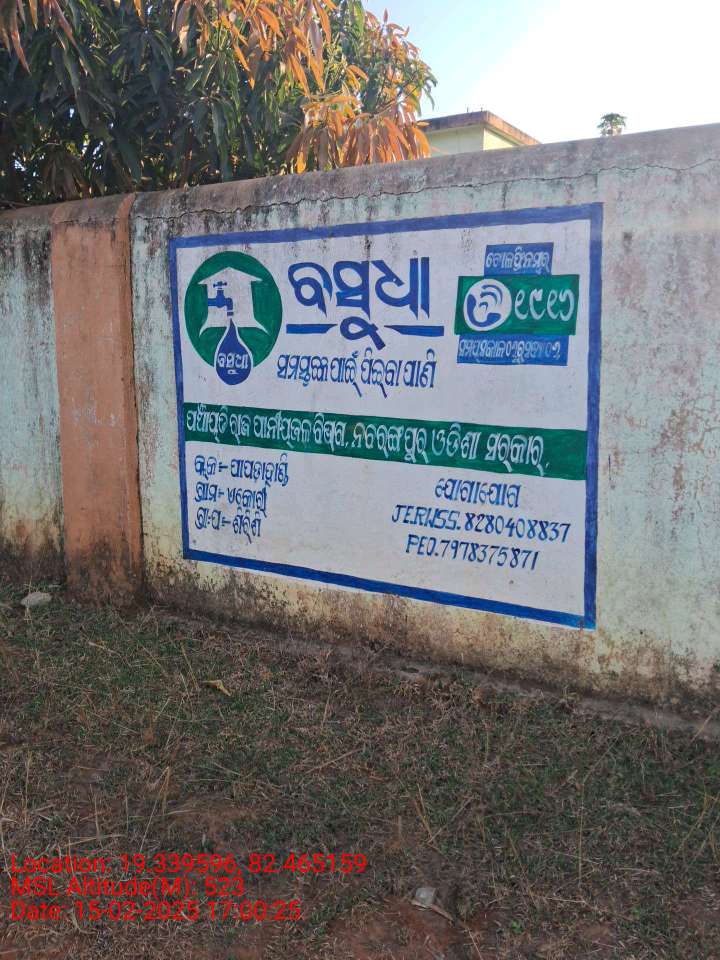 ବସୁଧା
ବସୁଧା
ସମସ୍ତଙ୍କ ପାଇଁ ପିଇବା ପାଣି
ଟୋଲଫ୍ରି ନମ୍ବର
୧୯୧୬
ପଞ୍ଚାୟତି ରାଜ ପାନୀୟଜଳ ବିଭାଗ, ନବରଙ୍ଗପୁର ଓଡିଶା ସରକାର
ବ୍ଲକ:- ପାପଡ଼ାହାଣ୍ଡି
ଗ୍ରାମ:-
ଗ୍ରା:ପ:- ଶିରିଶି
ଯୋଗାଯୋଗ
JE.RWSS. 8280408837
PEO.7978375871
Location: 19.339596, 82.465159
MSL Altitude(M): 523
Date: 15-02-2025 17:00:25